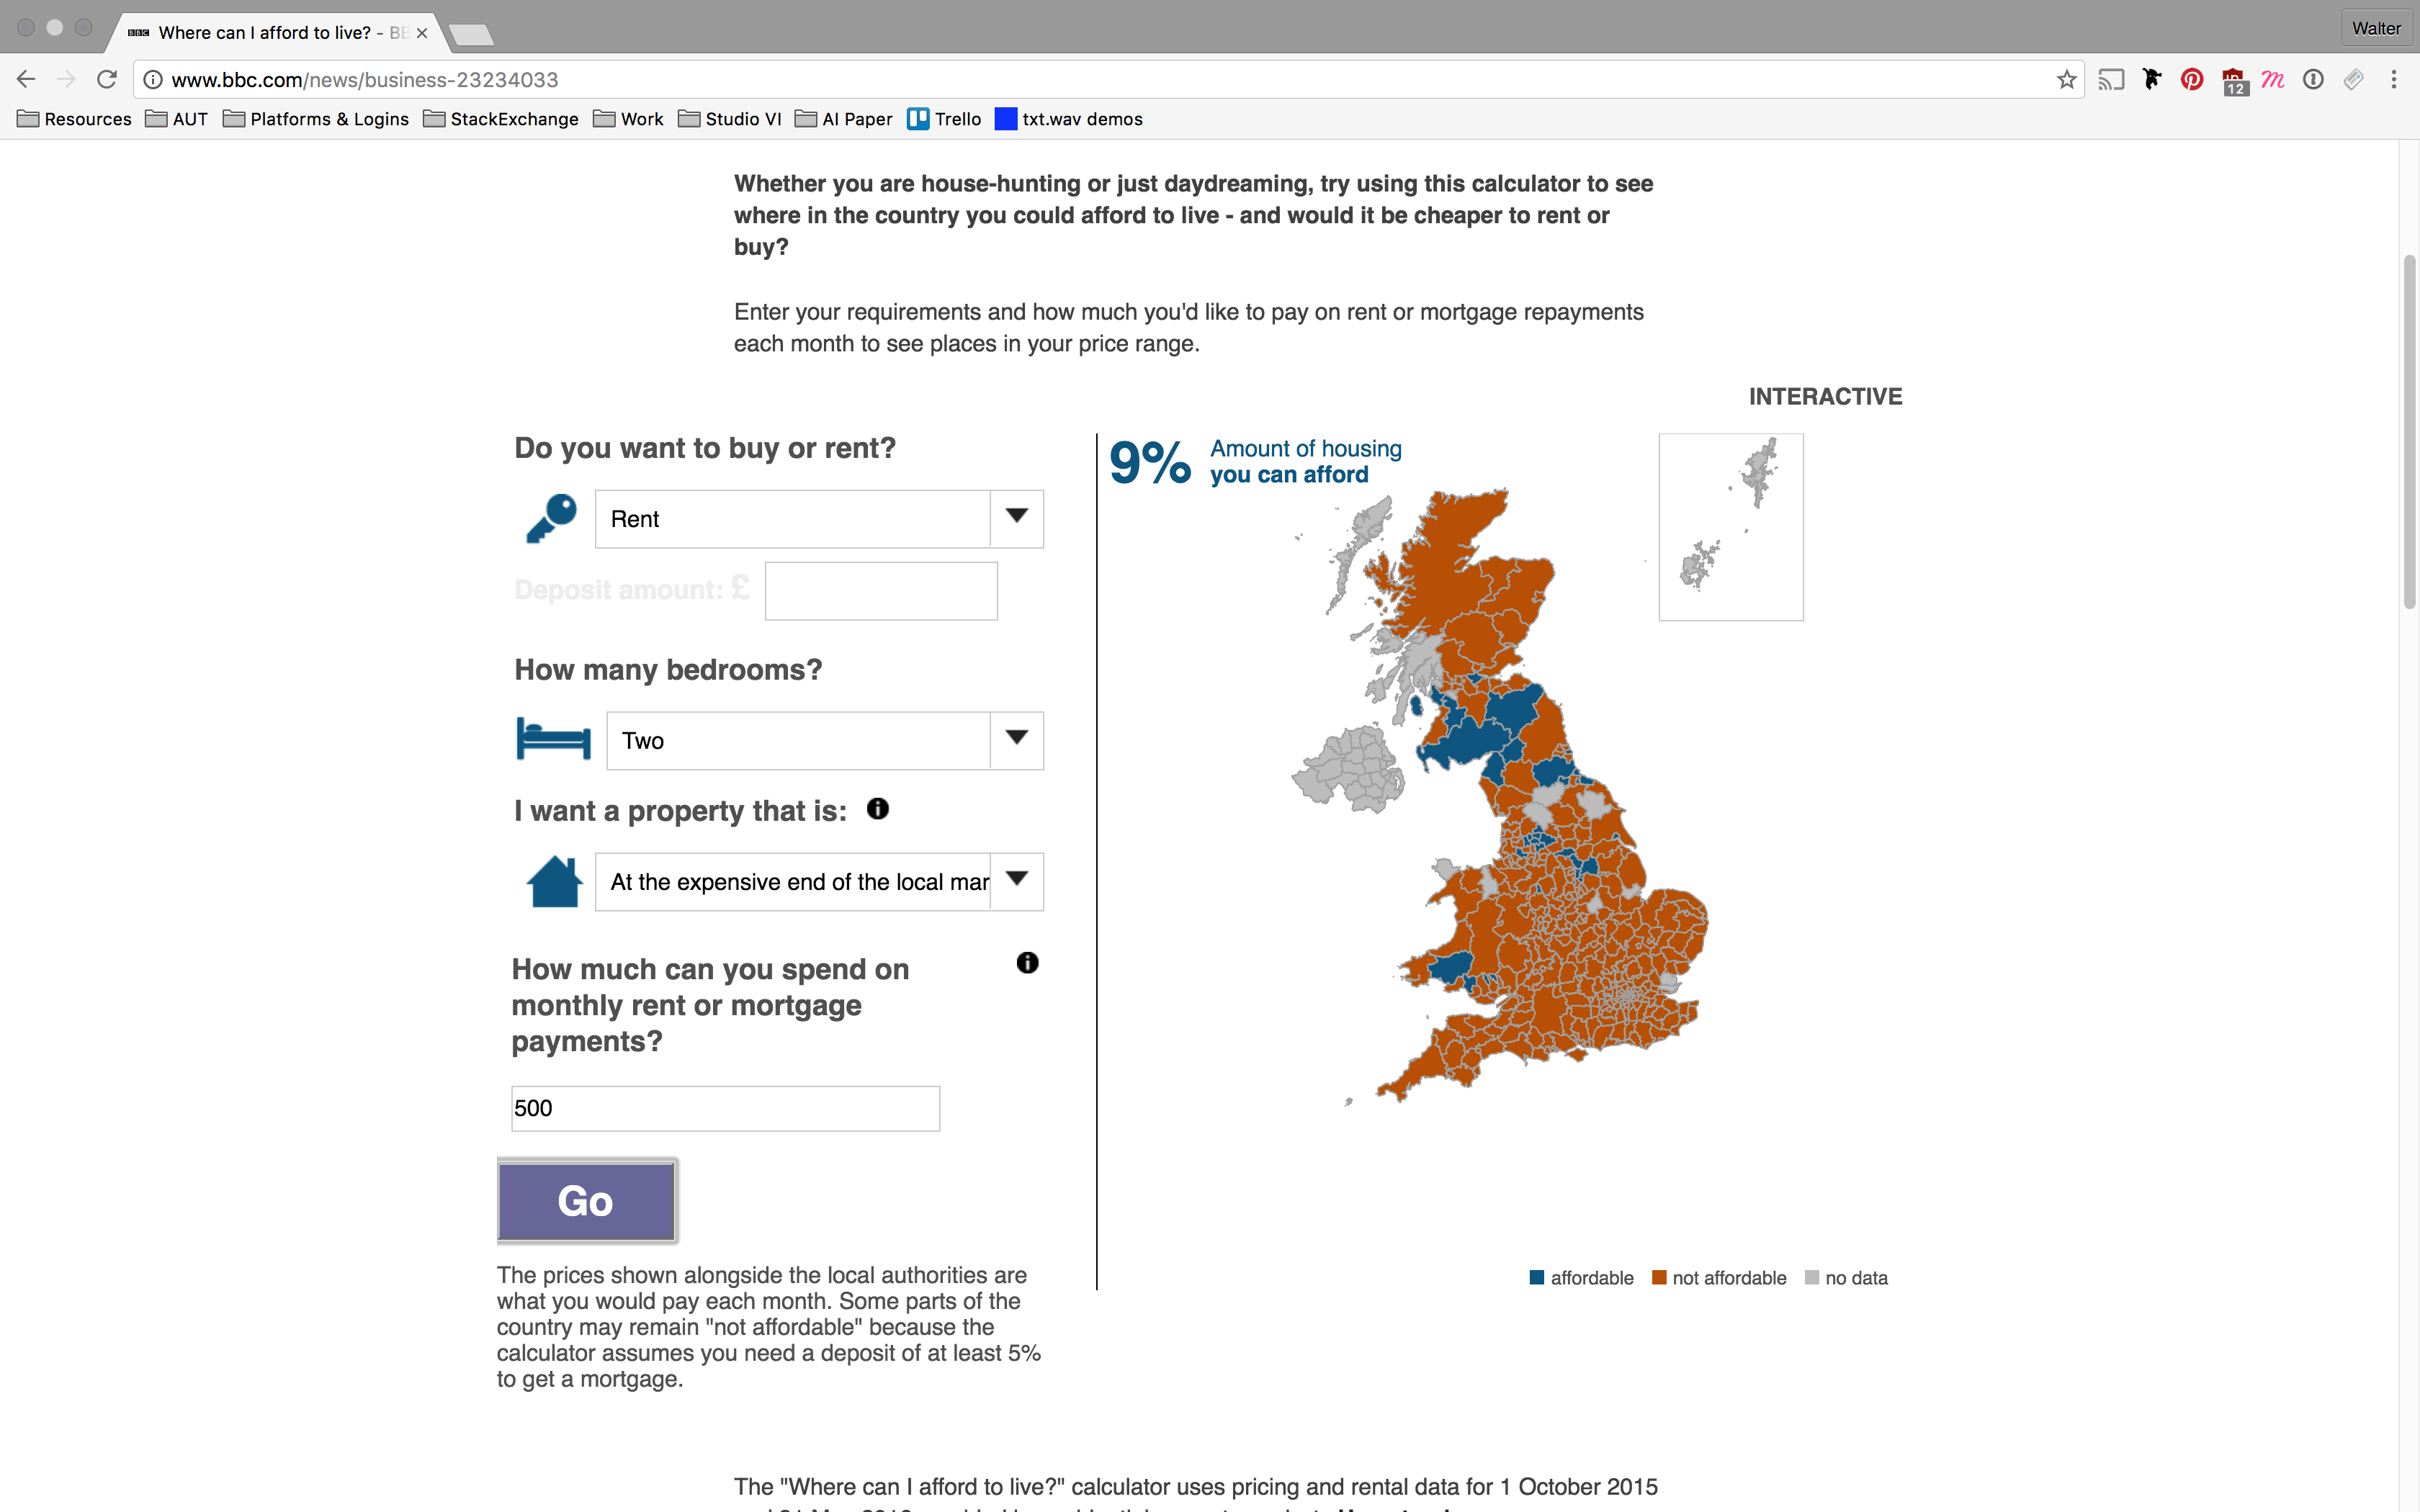 BBC Where can I afford to live? - BB
Walter
www.bbc.com/news/business-23234033
12
Resources AUT Platforms & Logins StackExchange Work Studio VI AI Paper Trello txt.wav demos
Whether you are house-hunting or just daydreaming, try using this calculator to see
where in the country you could afford to live - and would it be cheaper to rent or
buy?
Enter your requirements and how much you'd like to pay on rent or mortgage repayments
each month to see places in your price range.
INTERACTIVE
Do you want to buy or rent?
Rent
Deposit amount: £
How many bedrooms?
Two
I want a property that is:
At the expensive end of the local mar
How much can you spend on
monthly rent or mortgage
payments?
500
Go
The prices shown alongside the local authorities are
what you would pay each month. Some parts of the
country may remain "not affordable" because the
calculator assumes you need a deposit of at least 5%
to get a mortgage.
9% Amount of housing
you can afford
affordable not affordable no data
The "Where can I afford to live?" calculator uses pricing and rental data for 1 October 2015